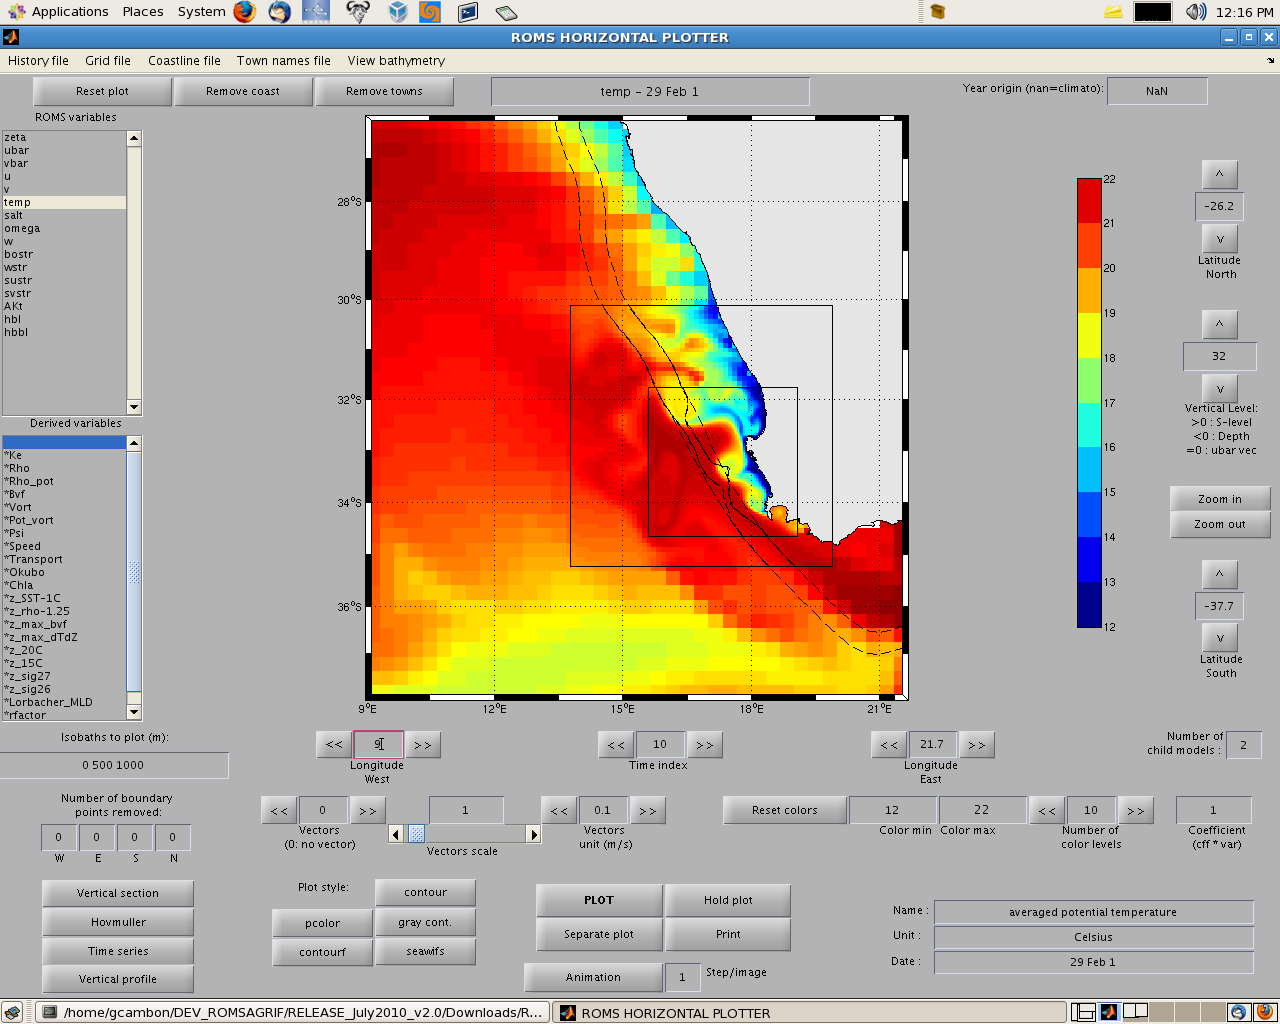 Applications Places System
12:16 PM
ROMS HORIZONTAL PLOTTER
History file Grid file Coastline file Town names file View bathymetry
Reset plot Remove coast Remove towns temp - 29 Feb 1 Year origin (nan=climato): NaN
ROMS variables
zeta
ubar
vbar
u
v
temp
salt
omega
w
bostr
wstr
sustr
svstr
AKt
hbl
hbbl
Derived variables
*Ke
*Rho
*Rho_pot
*Bvf
*Vort
*Pot_vort
*Psi
*Speed
*Transport
*Okubo
*Chla
*z_SST-1C
*z_rho-1.25
*z_max_bvf
*z_max_dTdZ
*z_20C
*z_15C
*z_sig27
*z_sig26
*Lorbacher_MLD
*rfactor
28°S
30°S
32°S
34°S
36°S
9°E 12°E 15°E 18°E 21°E
22
21
20
19
18
17
16
15
14
13
12
^
-26.2
v
Latitude
North
^
32
v
Vertical Level:
>0 : S-level
<0 : Depth
=0 : ubar vec
Zoom in
Zoom out
^
-37.7
v
Latitude
South
Isobaths to plot (m):
0 500 1000
<< 9 >>
Longitude
West
<< 10 >>
Time index
<< 21.7 >>
Longitude
East
Number of
child models : 2
Number of boundary
points removed:
0 0 0 0
W E S N
<< 0 >>
Vectors
(0: no vector)
1
Vectors scale
<< 0.1 >>
Vectors
unit (m/s)
Reset colors 12 22 << 10 >> 1
Color min Color max Number of
color levels
Coefficient
(cff * var)
Vertical section
Hovmuller
Time series
Vertical profile
Plot style: contour
pcolor gray cont.
contourf seawifs
PLOT Hold plot
Separate plot Print
Animation 1 Step/image
Name : averaged potential temperature
Unit : Celsius
Date : 29 Feb 1
/home/gcambon/DEV_ROMSAGRIF/RELEASE_July2010_v2.0/Downloads/R... ROMS HORIZONTAL PLOTTER